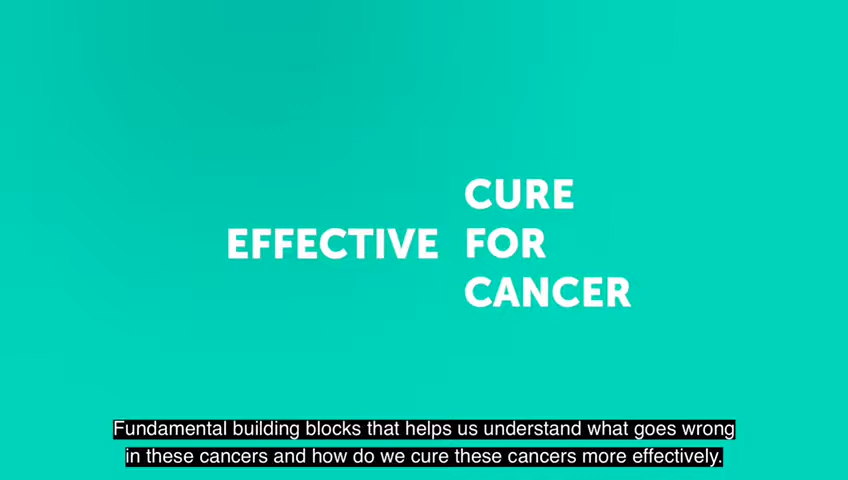 CURE
EFFECTIVE FOR
CANCER
Fundamental building blocks that helps us understand what goes wrong
in these cancers and how do we cure these cancers more effectively.